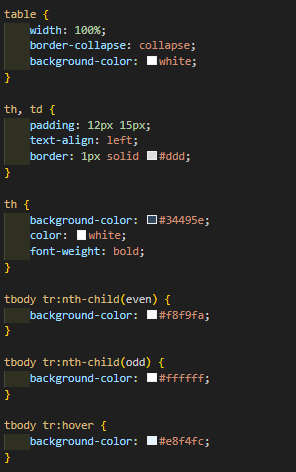 table {
    width: 100%;
    border-collapse: collapse;
    background-color: white;
}

th, td {
    padding: 12px 15px;
    text-align: left;
    border: 1px solid #ddd;
}

th {
    background-color: #34495e;
    color: white;
    font-weight: bold;
}

tbody tr:nth-child(even) {
    background-color: #f8f9fa;
}

tbody tr:nth-child(odd) {
    background-color: #ffffff;
}

tbody tr:hover {
    background-color: #e8f4fc;
}